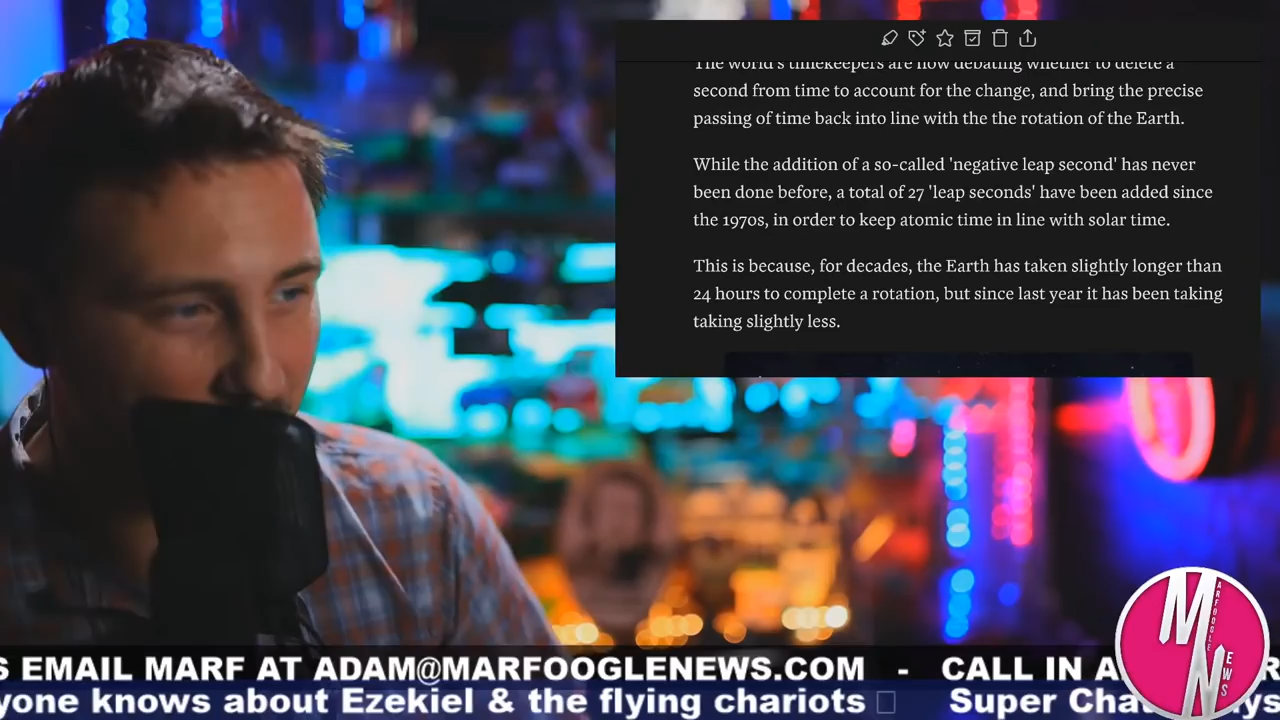 The world's timekeepers are now debating whether to delete a
second from time to account for the change, and bring the precise
passing of time back into line with the the rotation of the Earth.
While the addition of a so-called 'negative leap second' has never
been done before, a total of 27 'leap seconds' have been added since
the 1970s, in order to keep atomic time in line with solar time.
This is because, for decades, the Earth has taken slightly longer than
24 hours to complete a rotation, but since last year it has been taking
taking slightly less.
S EMAIL MARF AT ADAM@MARFOOGLENEWS.COM - CALL IN A
yone knows about Ezekiel & the flying chariots Super Cha
MN
MARFOOGLE
NEWS